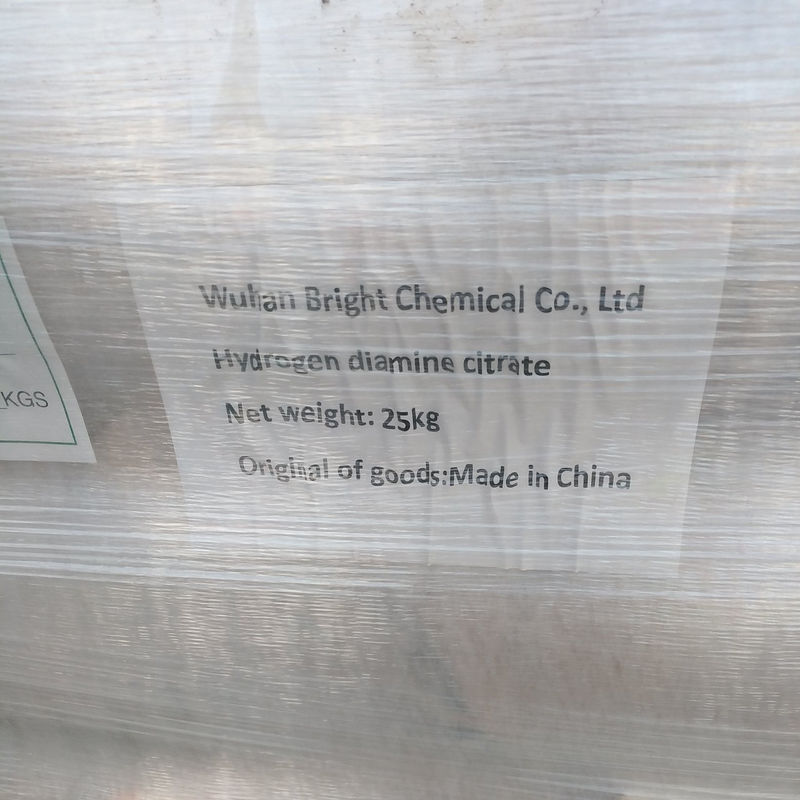 Wuhan Bright Chemical Co., Ltd
Hydrogen diamine citrate
Net weight: 25kg
Original of goods:Made in China
KGS